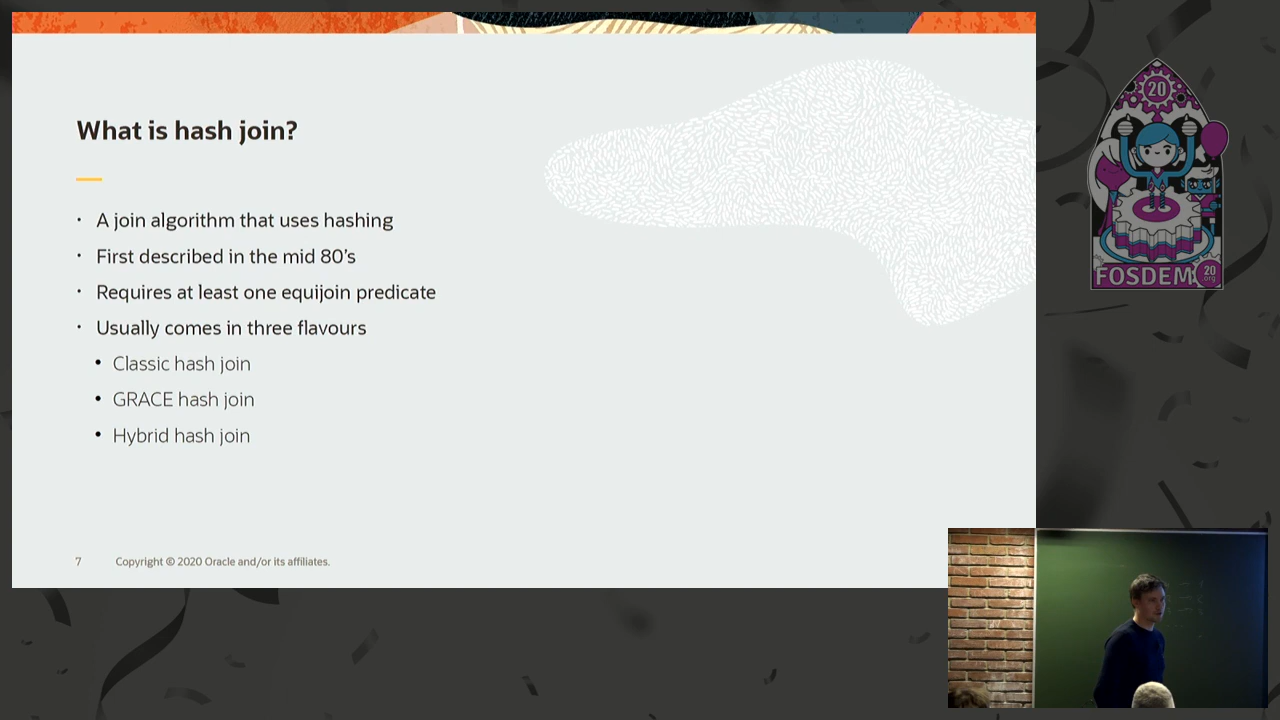 What is hash join?
· A join algorithm that uses hashing
· First described in the mid 80’s
· Requires at least one equijoin predicate
· Usually comes in three flavours
• Classic hash join
• GRACE hash join
• Hybrid hash join
7 Copyright © 2020 Oracle and/or its affiliates.
20
FOSDEM
20
.org